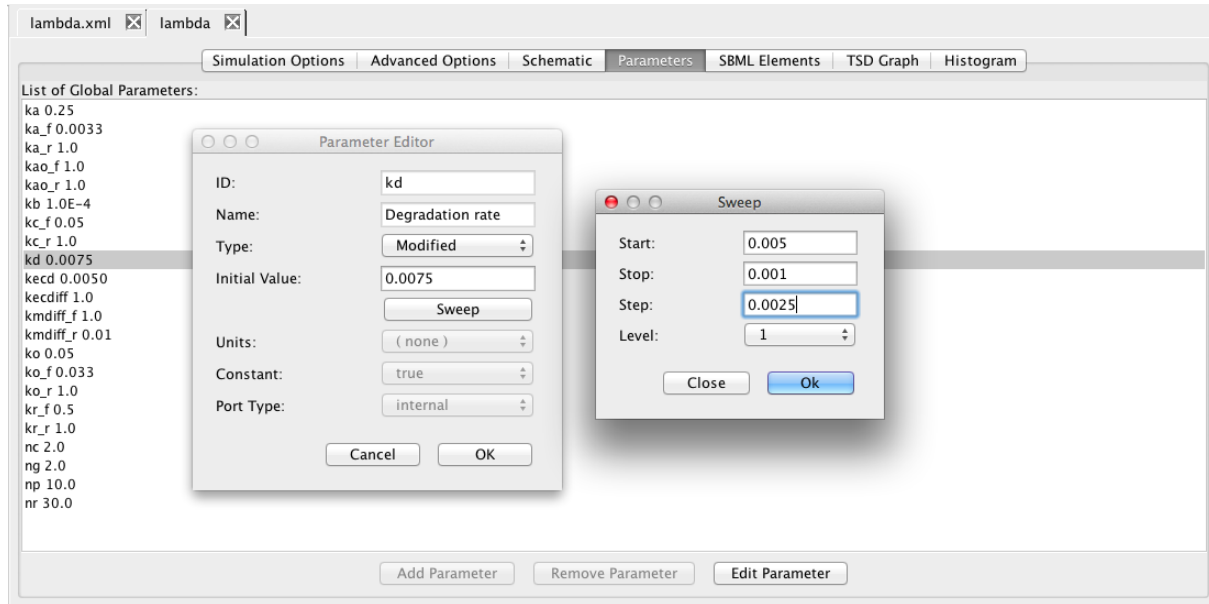 lambda.xml lambda
Simulation Options Advanced Options Schematic Parameters SBML Elements TSD Graph Histogram
List of Global Parameters:
ka 0.25
ka_f 0.0033
ka_r 1.0
kao_f 1.0
kao_r 1.0
kb 1.0E-4
kc_f 0.05
kc_r 1.0
kd 0.0075
kecd 0.0050
kecdiff 1.0
kmdiff_f 1.0
kmdiff_r 0.01
ko 0.05
ko_f 0.033
ko_r 1.0
kr_f 0.5
kr_r 1.0
nc 2.0
ng 2.0
np 10.0
nr 30.0
Parameter Editor
ID: kd
Name: Degradation rate
Type: Modified
Initial Value: 0.0075
Sweep
Units: ( none )
Constant: true
Port Type: internal
Cancel OK
Sweep
Start: 0.005
Stop: 0.001
Step: 0.0025
Level: 1
Close Ok
Add Parameter Remove Parameter Edit Parameter